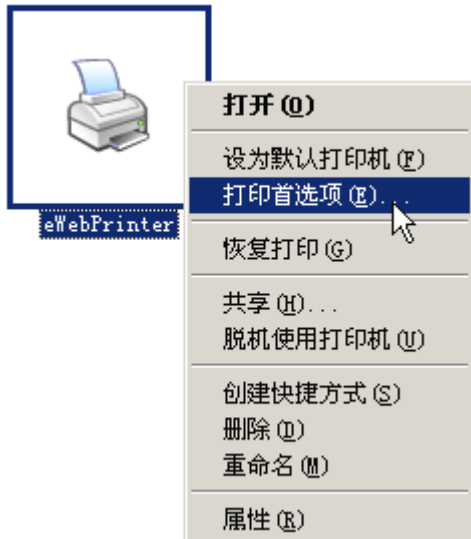 eWebPrinter
打开(O)
设为默认打印机(F)
打印首选项(E)...
恢复打印(G)
共享(H)...
脱机使用打印机(U)
创建快捷方式(S)
删除(D)
重命名(M)
属性(R)